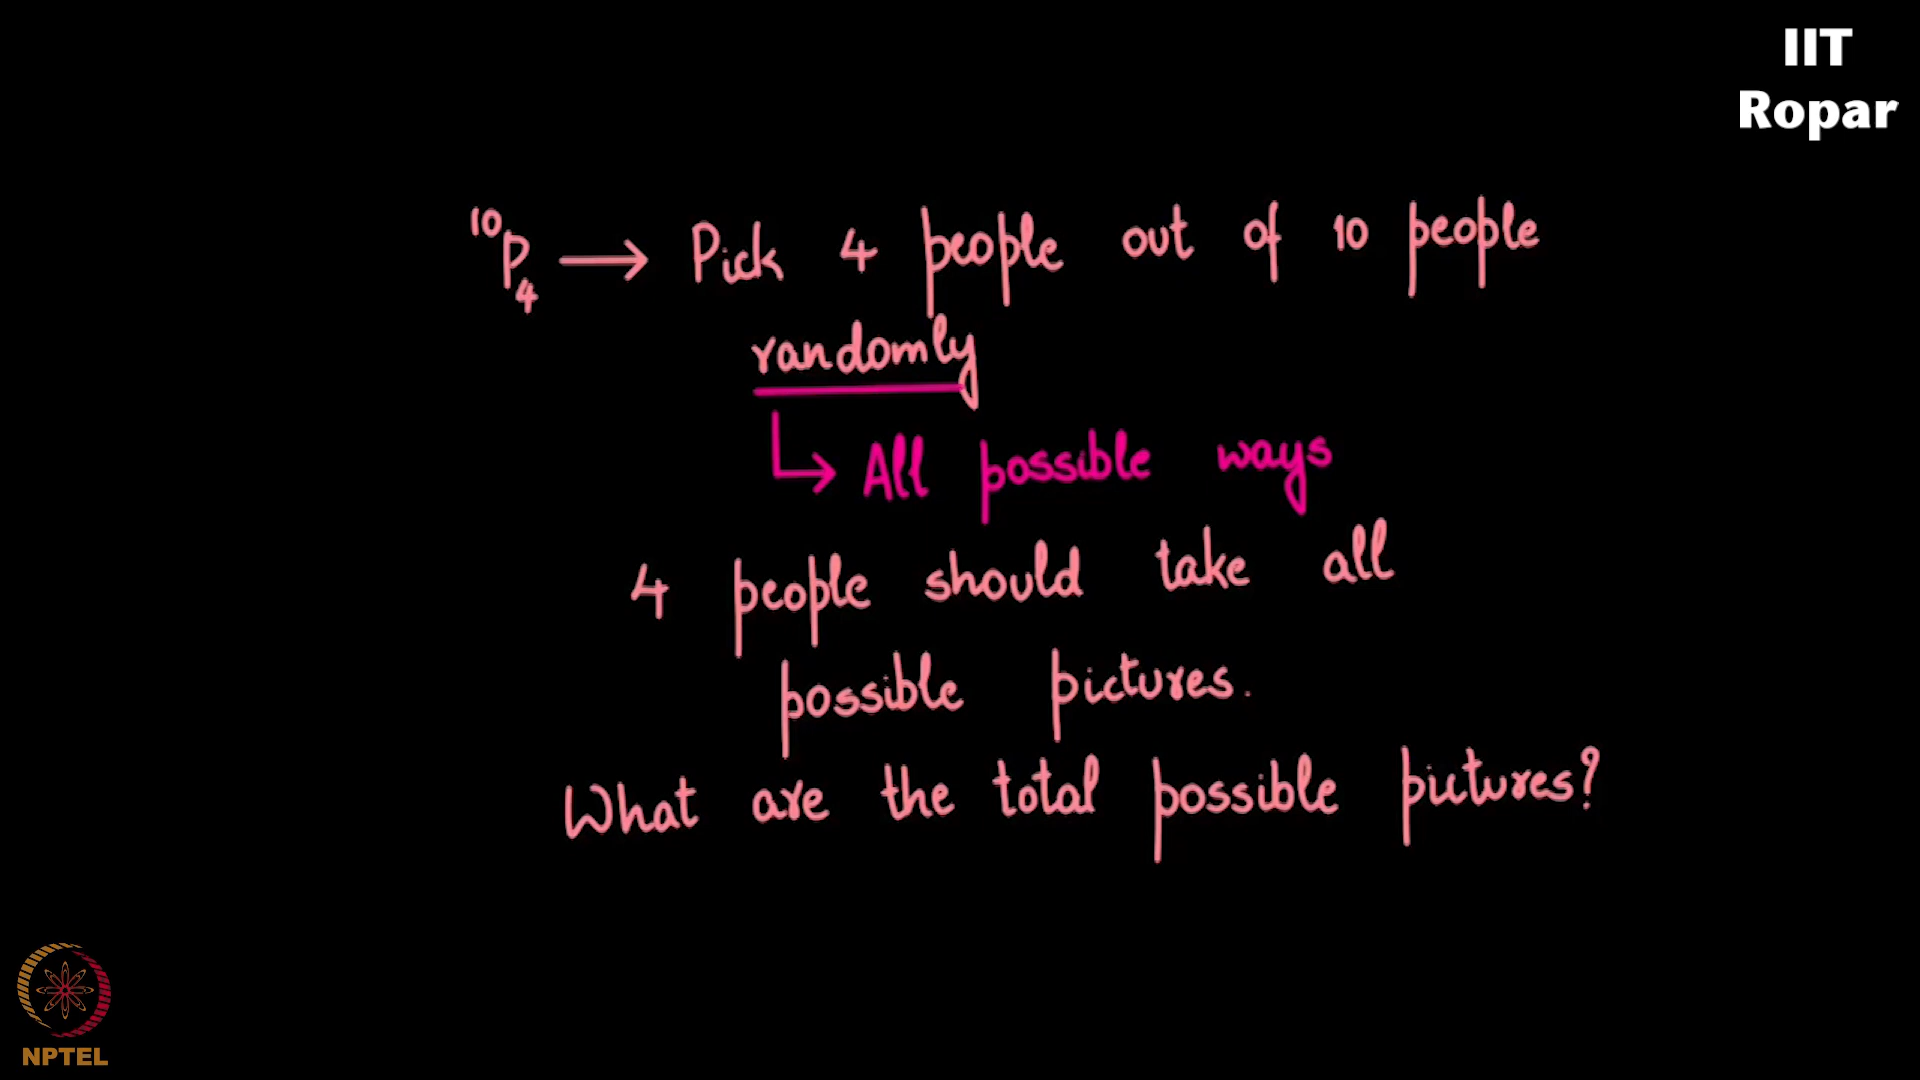 IIT
Ropar
¹⁰P₄ → Pick 4 people out of 10 people
randomly
↳ All possible ways
4 people should take all
possible pictures.
What are the total possible pictures?
NPTEL